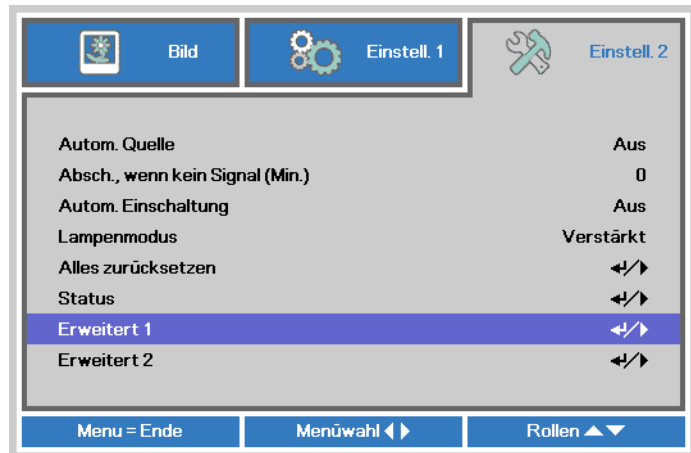 Bild
Einstell. 1
Einstell. 2
Autom. Quelle Aus
Absch., wenn kein Signal (Min.) 0
Autom. Einschaltung Aus
Lampenmodus Verstärkt
Alles zurücksetzen ↵/▶
Status ↵/▶
Erweitert 1 ↵/▶
Erweitert 2 ↵/▶
Menu = Ende
Menüwahl ◀▶
Rollen ▲▼